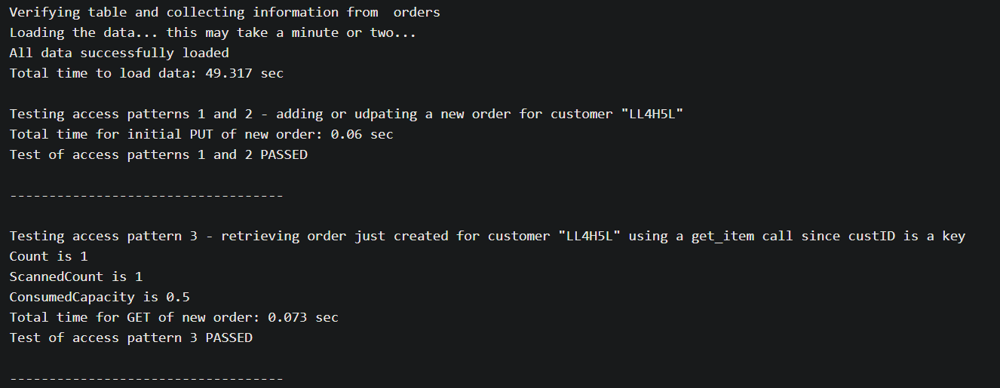 Verifying table and collecting information from  orders
Loading the data... this may take a minute or two...
All data successfully loaded
Total time to load data: 49.317 sec
Testing access patterns 1 and 2 - adding or udpating a new order for customer "LL4H5L"
Total time for initial PUT of new order: 0.06 sec
Test of access patterns 1 and 2 PASSED
-----------------------------------
Testing access pattern 3 - retrieving order just created for customer "LL4H5L" using a get_item call since custID is a key
Count is 1
ScannedCount is 1
ConsumedCapacity is 0.5
Total time for GET of new order: 0.073 sec
Test of access pattern 3 PASSED
-----------------------------------